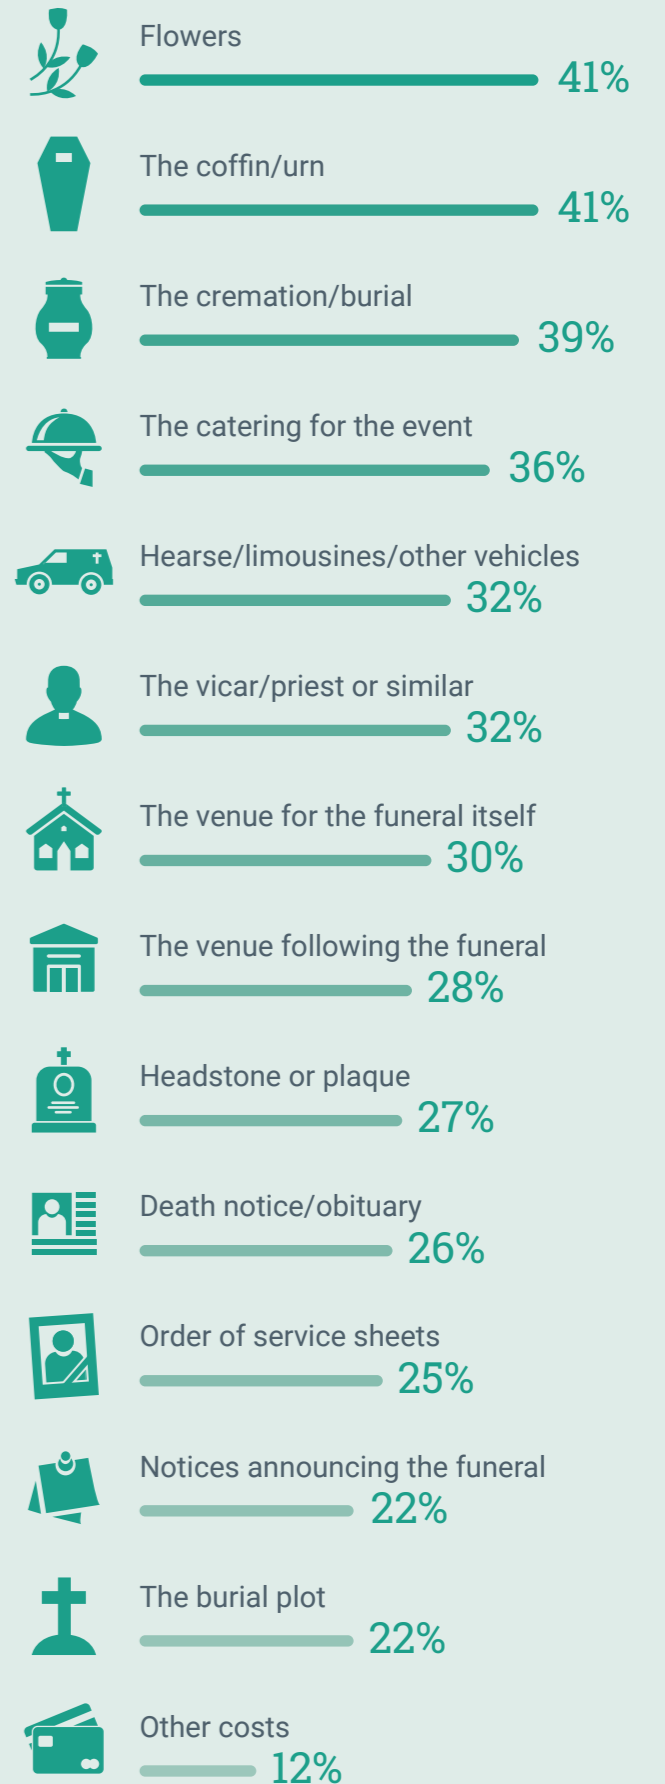 Flowers
41%
The coffin/urn
41%
The cremation/burial
39%
The catering for the event
36%
Hearse/limousines/other vehicles
32%
The vicar/priest or similar
32%
The venue for the funeral itself
30%
The venue following the funeral
28%
Headstone or plaque
27%
Death notice/obituary
26%
Order of service sheets
25%
Notices announcing the funeral
22%
The burial plot
22%
Other costs
12%